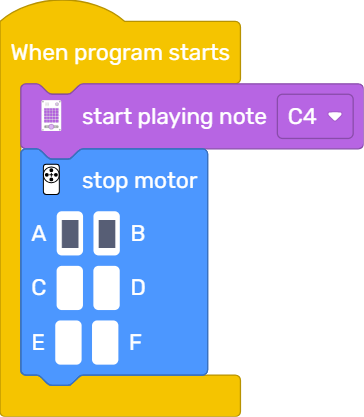 When program starts
start playing note C4
stop motor
A B
C D
E F